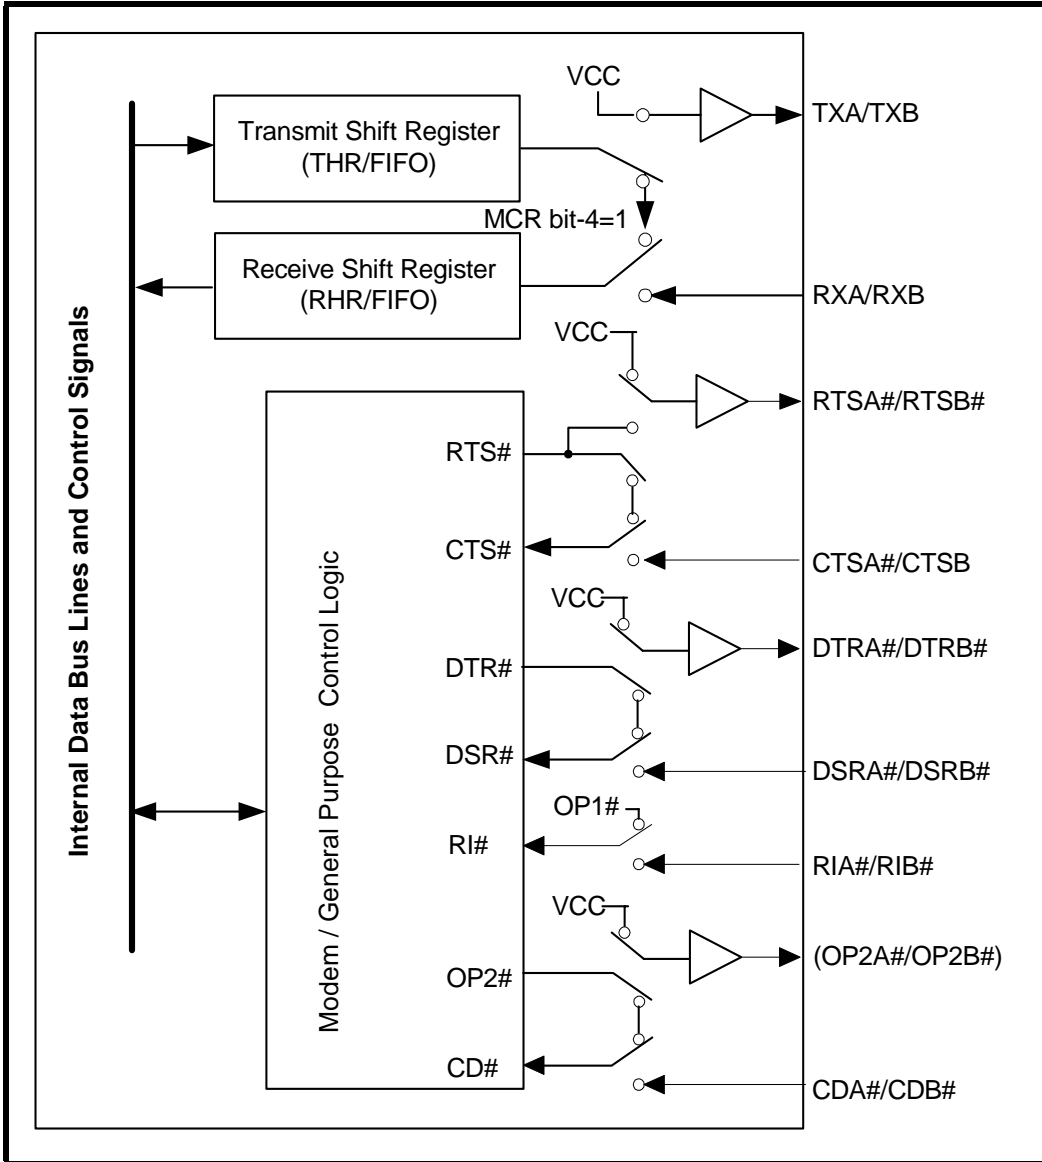 VCC
TXA/TXB
Transmit Shift Register
(THR/FIFO)
MCR bit-4=1
Receive Shift Register
(RHR/FIFO)
RXA/RXB
VCC
RTSA#/RTSB#
RTS#
CTS#
CTSA#/CTSB
VCC
DTRA#/DTRB#
DTR#
DSR#
DSRA#/DSRB#
OP1#
RI#
RIA#/RIB#
VCC
(OP2A#/OP2B#)
OP2#
CD#
CDA#/CDB#
Internal Data Bus Lines and Control Signals
Modem / General Purpose Control Logic